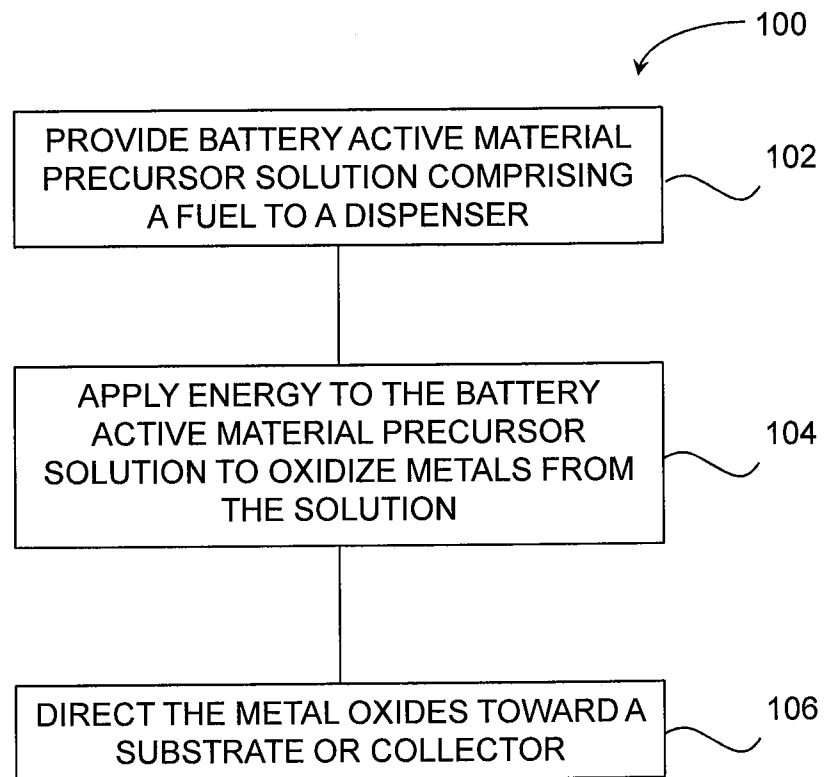 100
PROVIDE BATTERY ACTIVE MATERIAL
PRECURSOR SOLUTION COMPRISING
A FUEL TO A DISPENSER
102
APPLY ENERGY TO THE BATTERY
ACTIVE MATERIAL PRECURSOR
SOLUTION TO OXIDIZE METALS FROM
THE SOLUTION
104
DIRECT THE METAL OXIDES TOWARD A
SUBSTRATE OR COLLECTOR
106